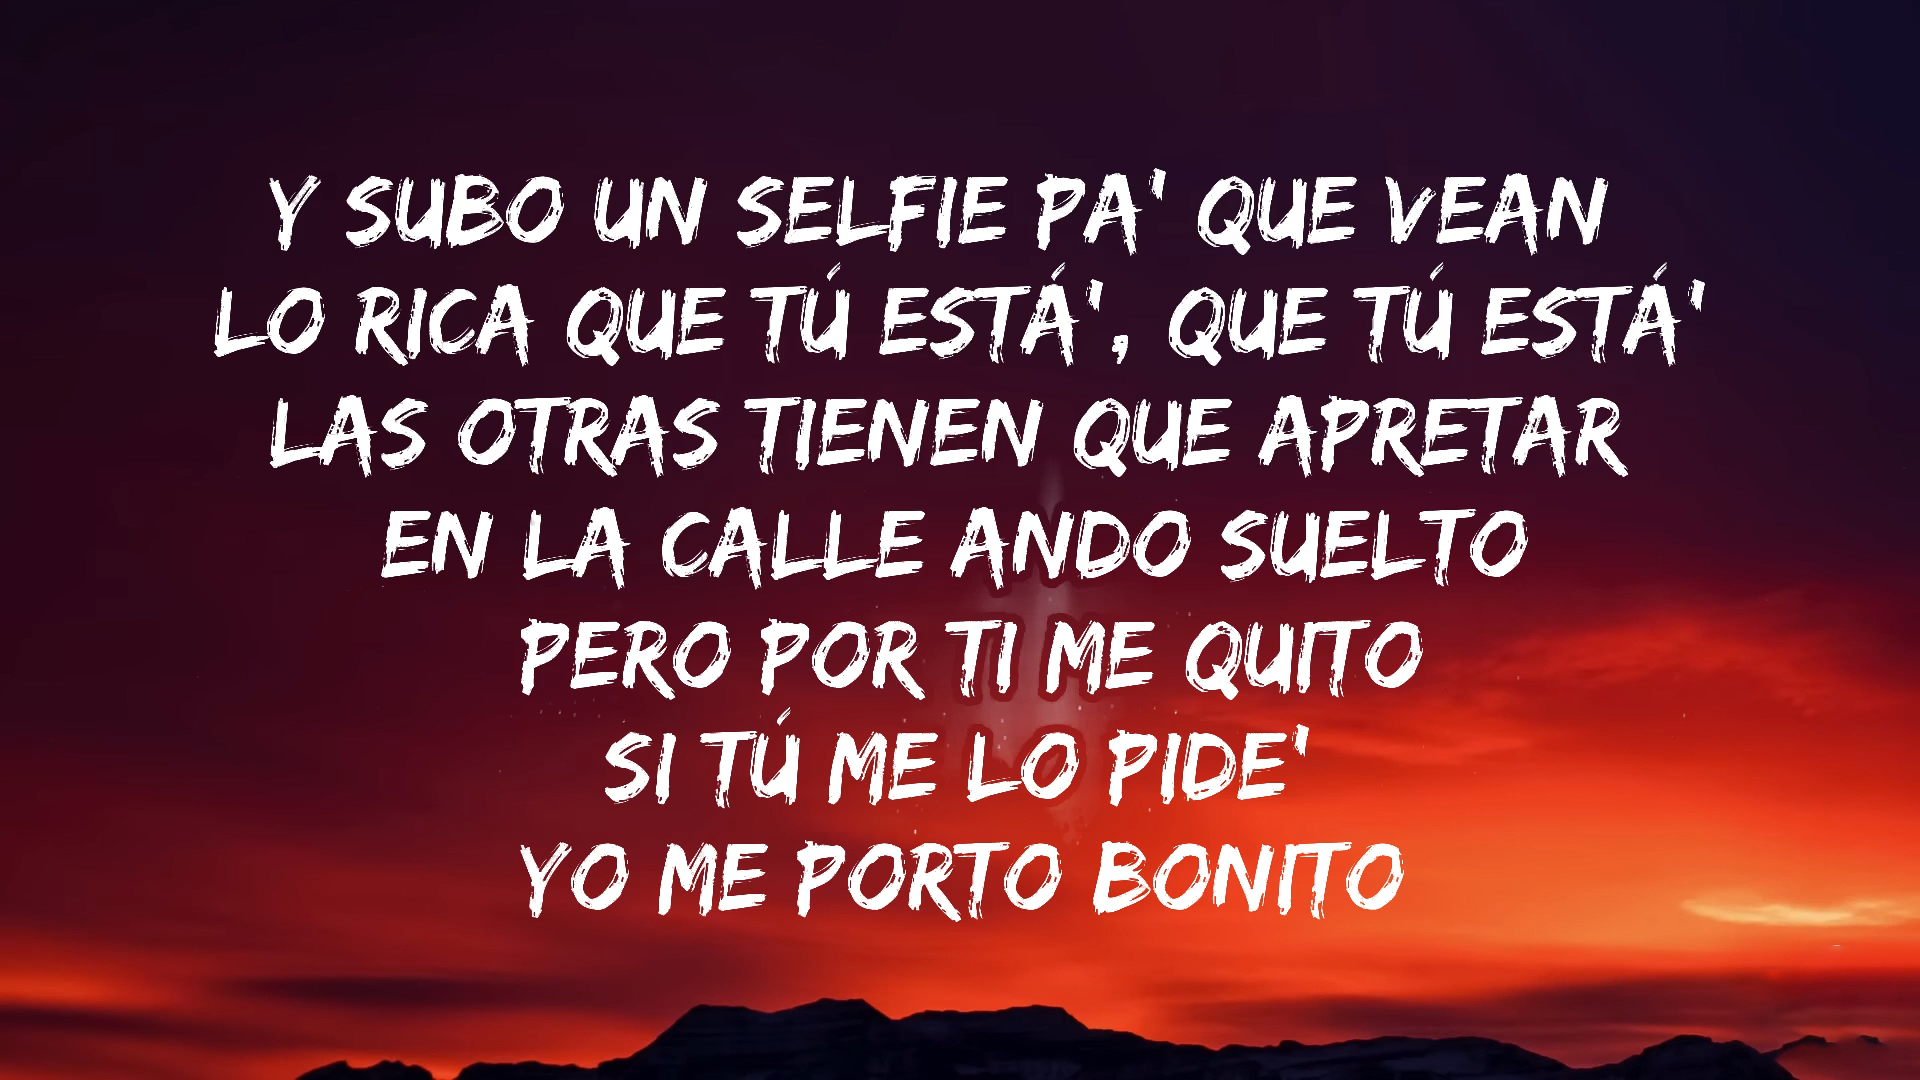 Y SUBO UN SELFIE PA' QUE VEAN
LO RICA QUE TÚ ESTÁ', QUE TÚ ESTÁ'
LAS OTRAS TIENEN QUE APRETAR
EN LA CALLE ANDO SUELTO
PERO POR TI ME QUITO
SI TÚ ME LO PIDE'
YO ME PORTO BONITO